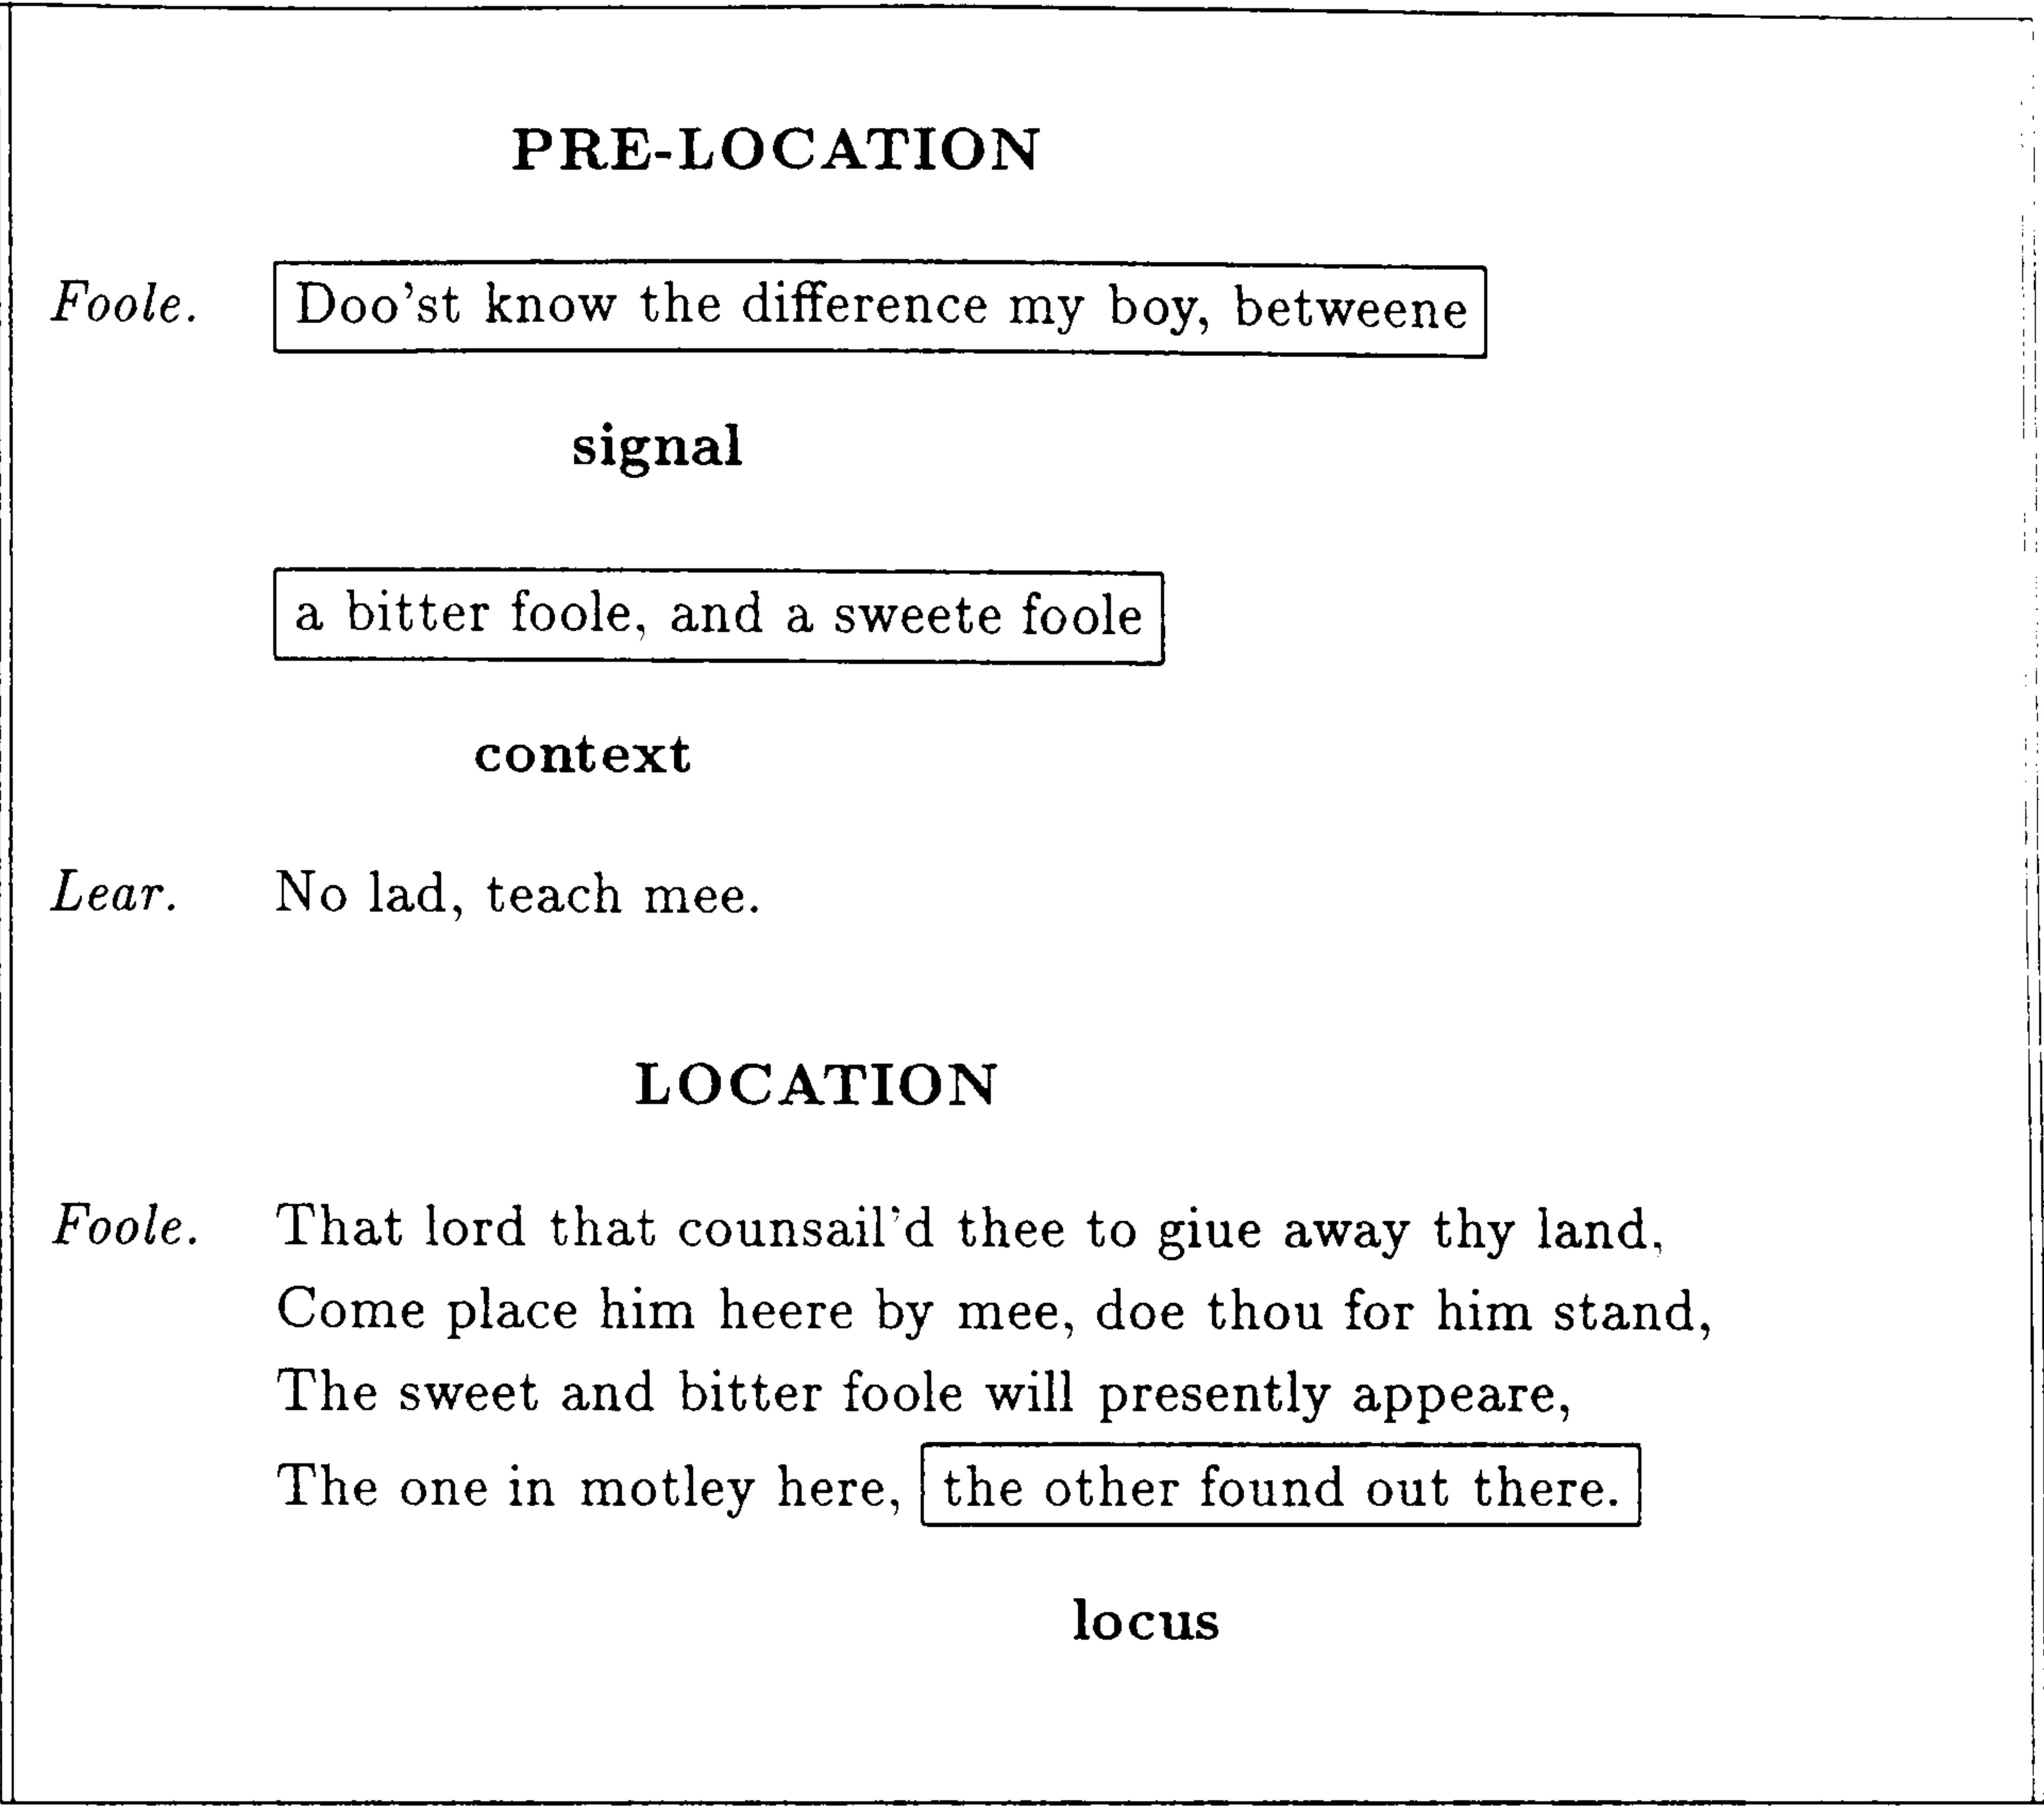 PRE-LOCATION
Foole. Doo'st know the difference my boy, betweene
signal
a bitter foole, and a sweete foole
context
Lear. No lad, teach mee.
LOCATION
Foole. That lord that counsail'd thee to giue away thy land,
Come place him heere by mee, doe thou for him stand,
The sweet and bitter foole will presently appeare,
The one in motley here, the other found out there.
locus